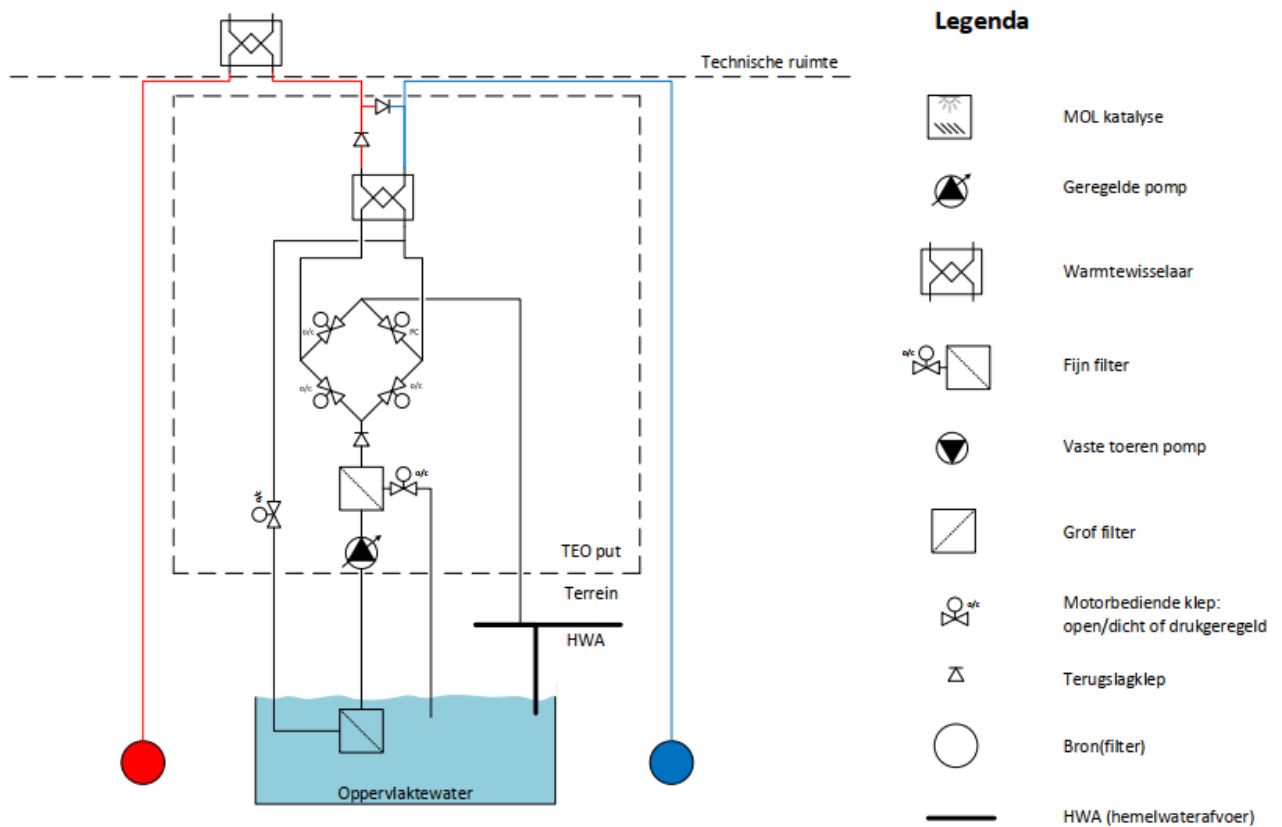 Legenda
Technische ruimte
MOL katalyse
Geregelde pomp
Warmtewisselaar
o/c
PC
o/c
o/c
o/c
Fijn filter
Vaste toeren pomp
o/c
o/c
Grof filter
TEO put
Terrein
HWA
o/c
Motorbediende klep:
open/dicht of drukgeregeld
Terugslagklep
Bron(filter)
Oppervlaktewater
HWA (hemelwaterafvoer)